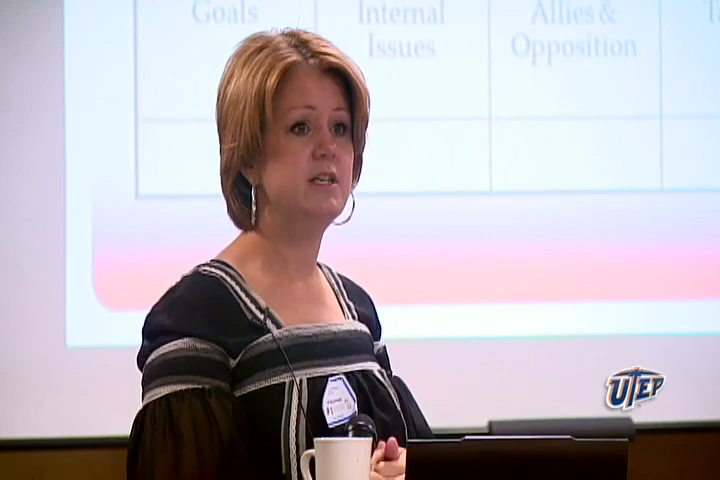 Goals
Internal
Issues
Allies &
Opposition
UTEP